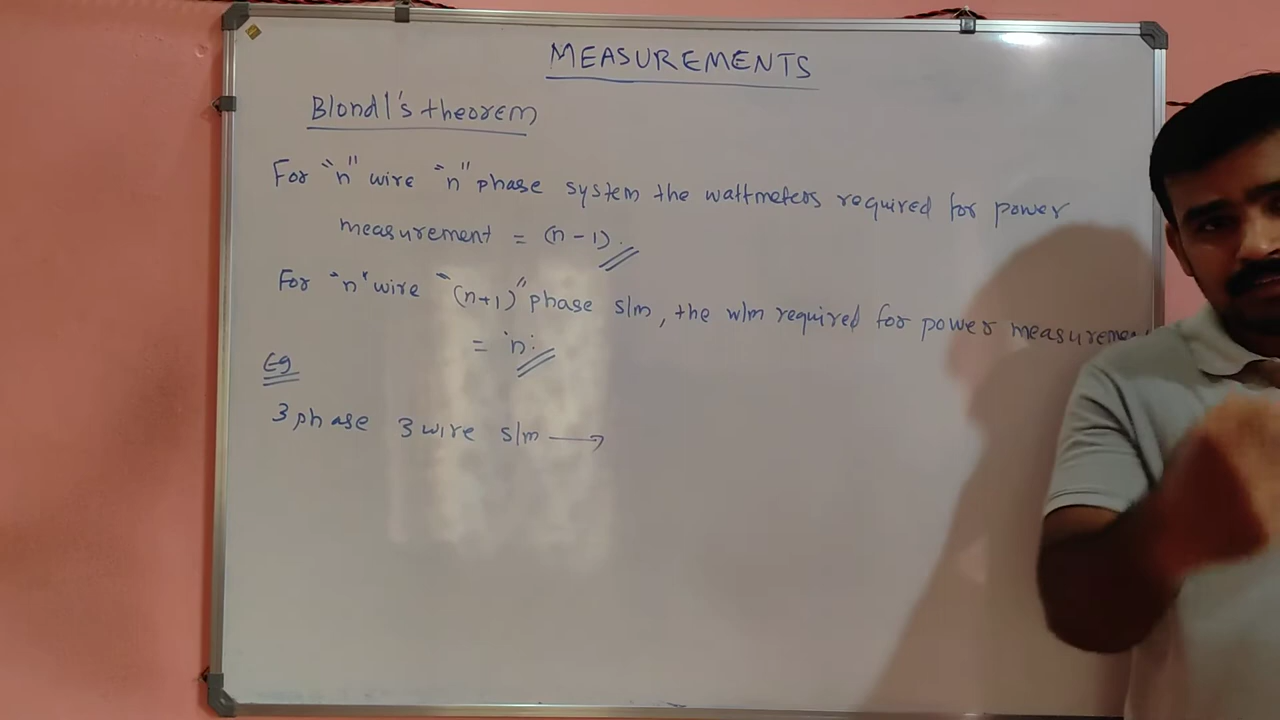 MEASUREMENTS
Blondl's theorem
For "n" wire "n" phase system the wattmeters required for power
measurement = (n-1).
For "n" wire "(n+1)" phase s/m, the w/m required for power measuremen
= 'n'.
Eg
3 phase 3 wire s/m →